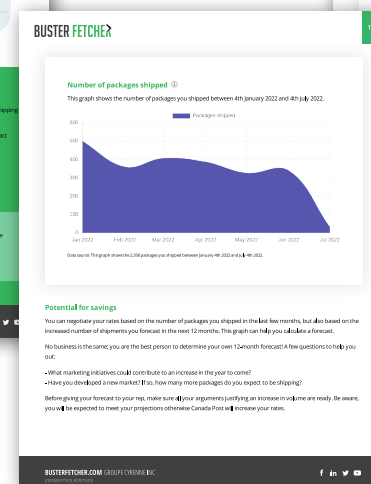 BUSTER FETCHER
Number of packages shipped
This graph shows the number of packages you shipped between 4th January 2022 and 4th July 2022.
Packages shipped
600
500
400
300
200
100
0
Jan 2022 Feb 2022 Mar 2022 Apr 2022 May 2022 Jun 2022 Jul 2022
Data source: This graph shows the 2,358 packages you shipped between January 4th 2022 and July 4th 2022.
Potential for savings
You can negotiate your rates based on the number of packages you shipped in the last few months, but also based on the
increased number of shipments you forecast in the next 12 months. This graph can help you calculate a forecast.
No business is the same; you are the best person to determine your own 12-month forecast! A few questions to help you
out:
- What marketing initiatives could contribute to an increase in the year to come?
- Have you developed a new market? If so, how many more packages do you expect to be shipping?
Before giving your forecast to your rep, make sure all your arguments justifying an increase in volume are ready. Be aware,
you will be expected to meet your projections otherwise Canada Post will increase your rates.
BUSTERFETCHER.COM GROUPE CYRENNE INC